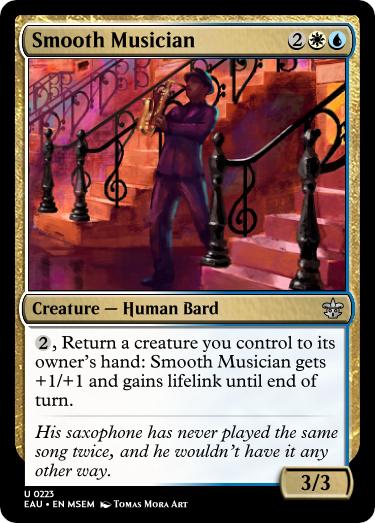 Smooth Musician 2
Creature — Human Bard
2, Return a creature you control to its
owner's hand: Smooth Musician gets
+1/+1 and gains lifelink until end of
turn.
His saxophone has never played the same
song twice, and he wouldn't have it any
other way.
3/3
U 0223
EAU • EN MSEM Tomas Mora Art